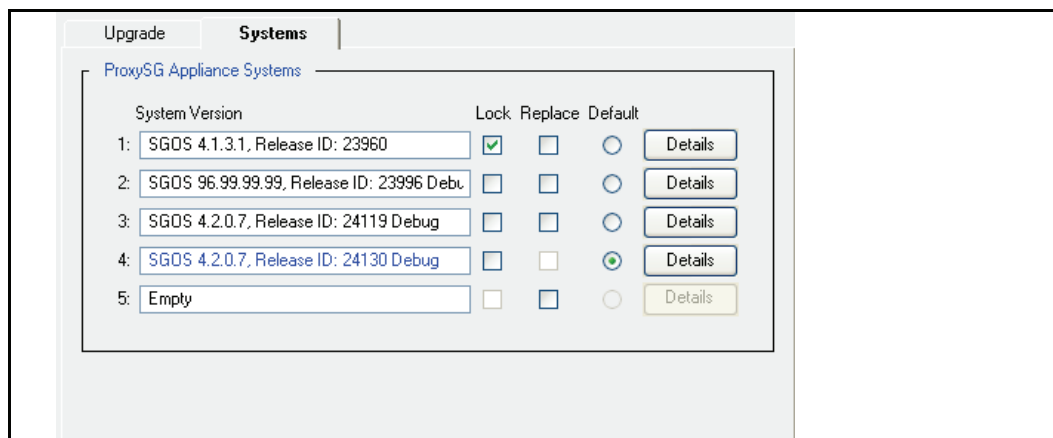 Upgrade Systems
ProxySG Appliance Systems
System Version Lock Replace Default
1: SGOS 4.1.3.1, Release ID: 23960 Details
2: SGOS 96.99.99.99, Release ID: 23996 Debu Details
3: SGOS 4.2.0.7, Release ID: 24119 Debug Details
4: SGOS 4.2.0.7, Release ID: 24130 Debug Details
5: Empty Details